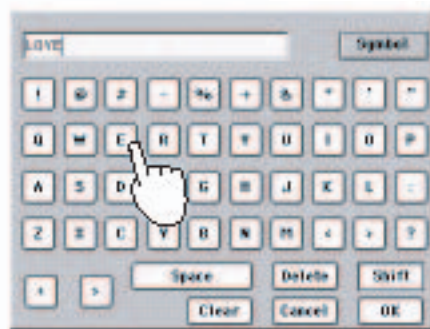 LOVE Symbol
! @ # - % + & * ' "
Q W E R T Y U I O P
A S D G H J K L :
Z X C V B N M < > ?
Space Delete Shift
Clear Cancel OK